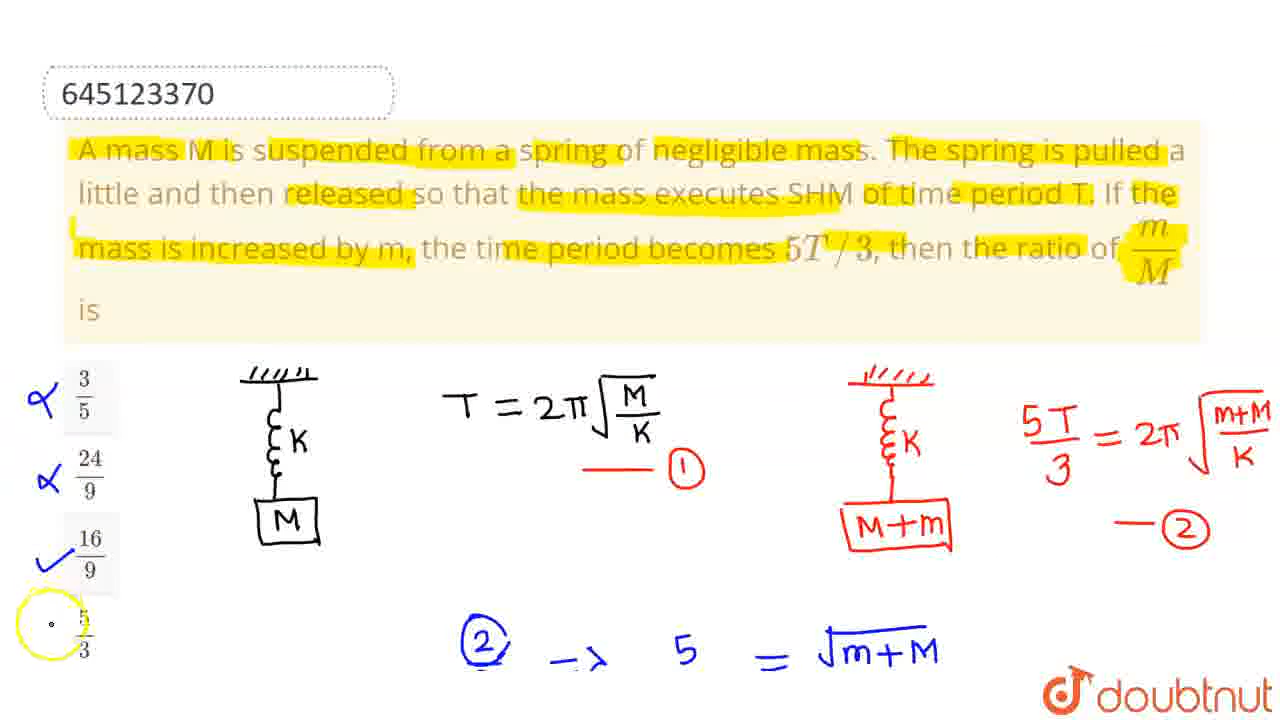 645123370
A mass M is suspended from a spring of negligible mass. The spring is pulled a
little and then released so that the mass executes SHM of time period T. If the
mass is increased by m, the time period becomes 5T/3, then the ratio of m/M
is
3/5
24/9
16/9
5/3
K
M
T = 2π√(M/K)
①
K
M+m
5T/3 = 2π√(m+M/K)
②
② → 5 = √m+M
doubtnut